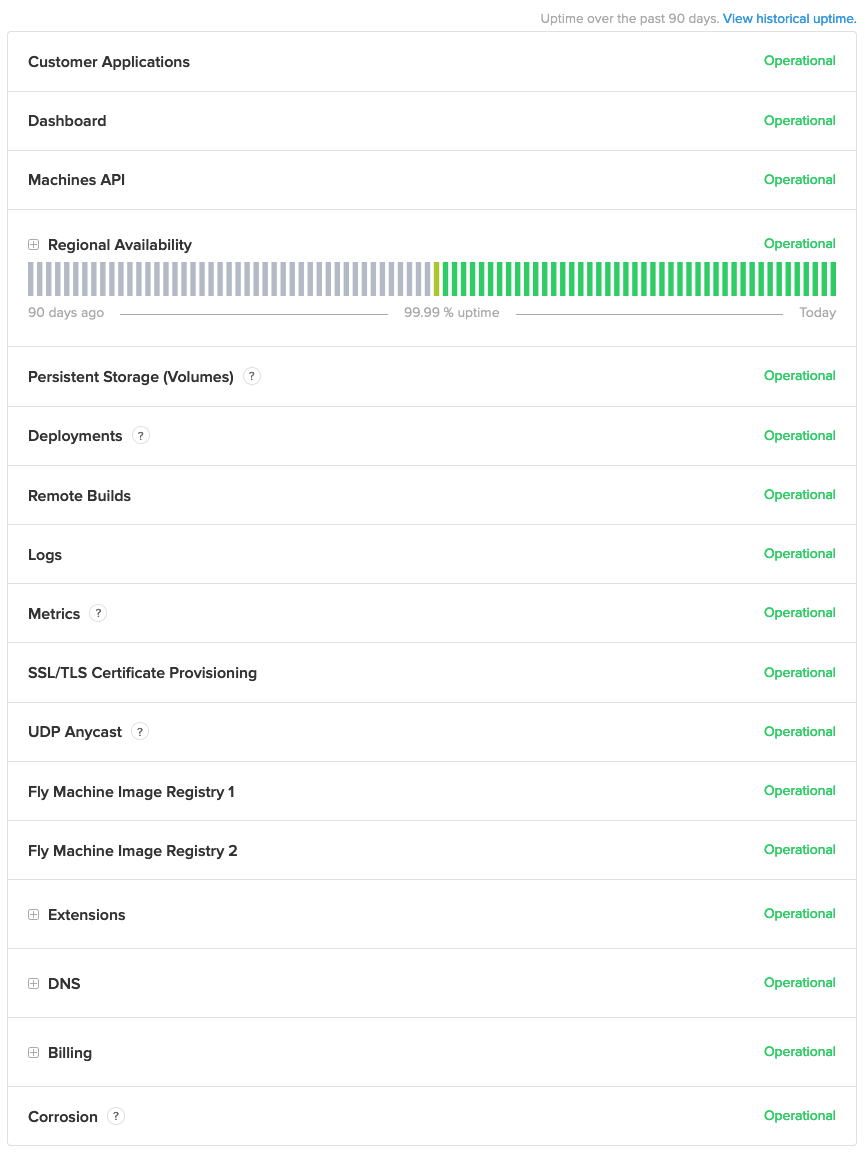 Uptime over the past 90 days. View historical uptime.
Customer Applications Operational
Dashboard Operational
Machines API Operational
Regional Availability Operational
90 days ago 99.99 % uptime Today
Persistent Storage (Volumes) ? Operational
Deployments ? Operational
Remote Builds Operational
Logs Operational
Metrics ? Operational
SSL/TLS Certificate Provisioning Operational
UDP Anycast ? Operational
Fly Machine Image Registry 1 Operational
Fly Machine Image Registry 2 Operational
Extensions Operational
DNS Operational
Billing Operational
Corrosion ? Operational